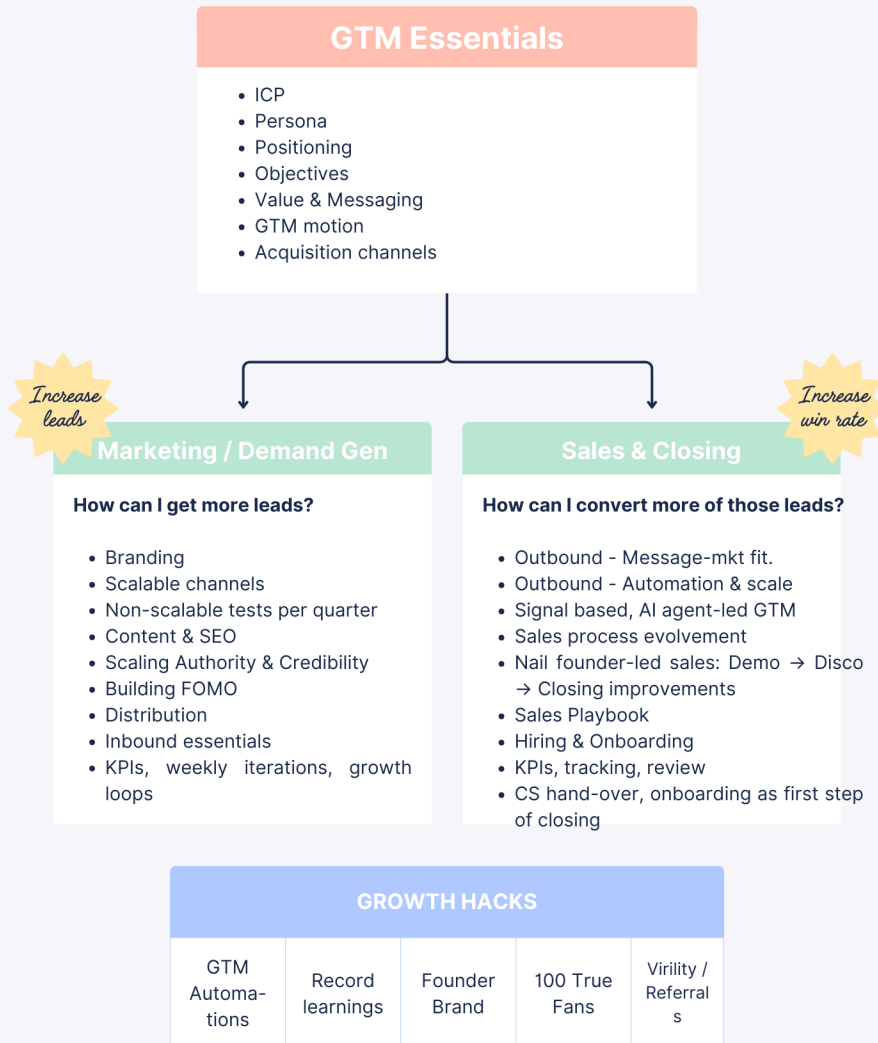 GTM Essentials
• ICP
• Persona
• Positioning
• Objectives
• Value & Messaging
• GTM motion
• Acquisition channels
Increase
leads
Marketing / Demand Gen
How can I get more leads?
• Branding
• Scalable channels
• Non-scalable tests per quarter
• Content & SEO
• Scaling Authority & Credibility
• Building FOMO
• Distribution
• Inbound essentials
• KPIs, weekly iterations, growth
loops
Increase
win rate
Sales & Closing
How can I convert more of those leads?
• Outbound - Message-mkt fit.
• Outbound - Automation & scale
• Signal based, AI agent-led GTM
• Sales process evolvement
• Nail founder-led sales: Demo → Disco
→ Closing improvements
• Sales Playbook
• Hiring & Onboarding
• KPIs, tracking, review
• CS hand-over, onboarding as first step
of closing
GROWTH HACKS
GTM
Automa-
tions
Record
learnings
Founder
Brand
100 True
Fans
Virility /
Referral
s